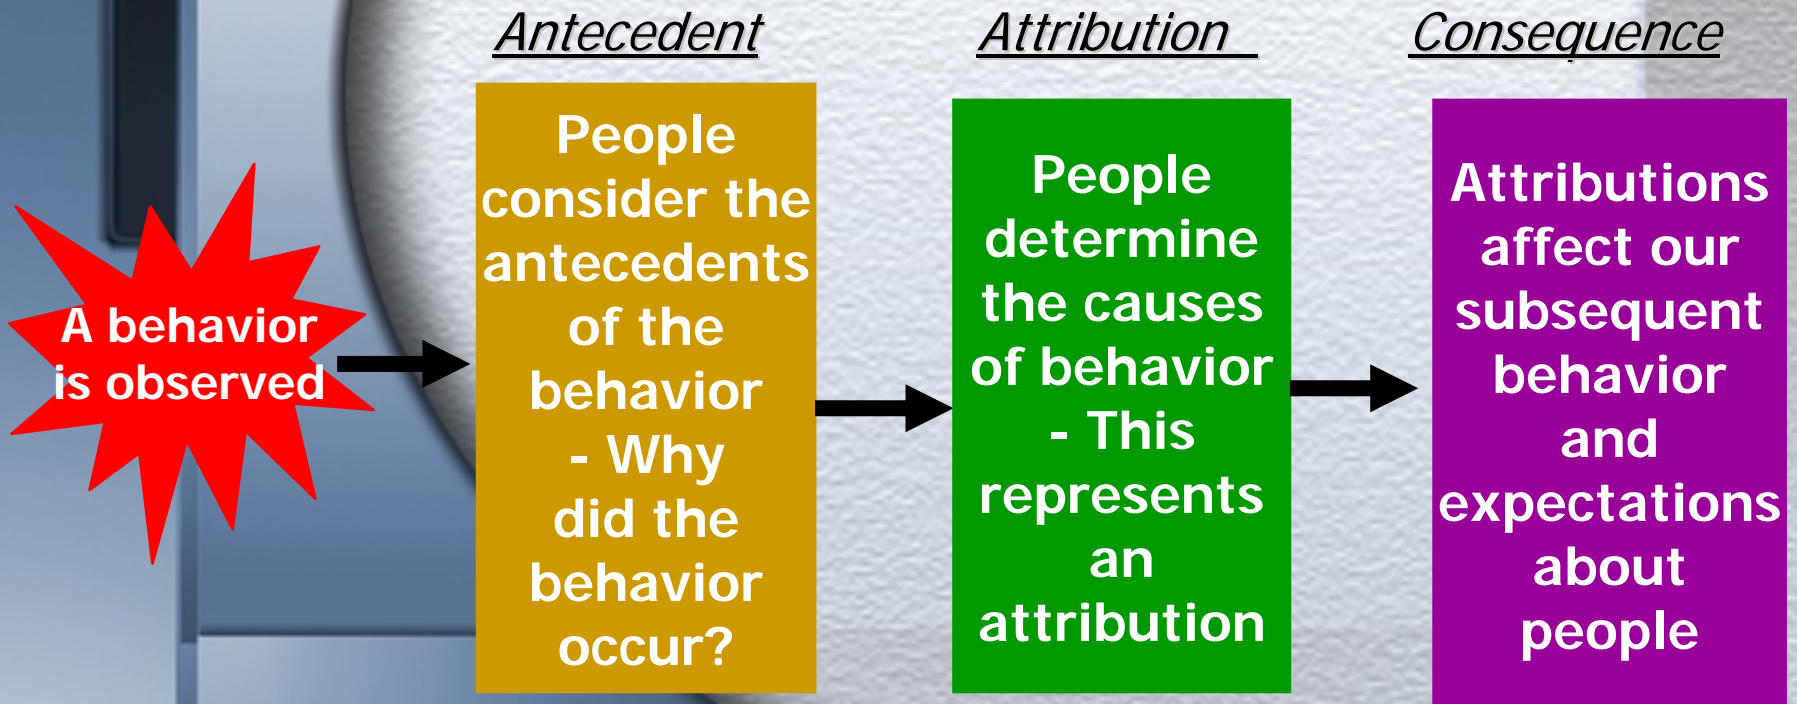 Antecedent
Attribution
Consequence
A behavior
is observed
People
consider the
antecedents
of the
behavior
- Why
did the
behavior
occur?
People
determine
the causes
of behavior
- This
represents
an
attribution
Attributions
affect our
subsequent
behavior
and
expectations
about
people